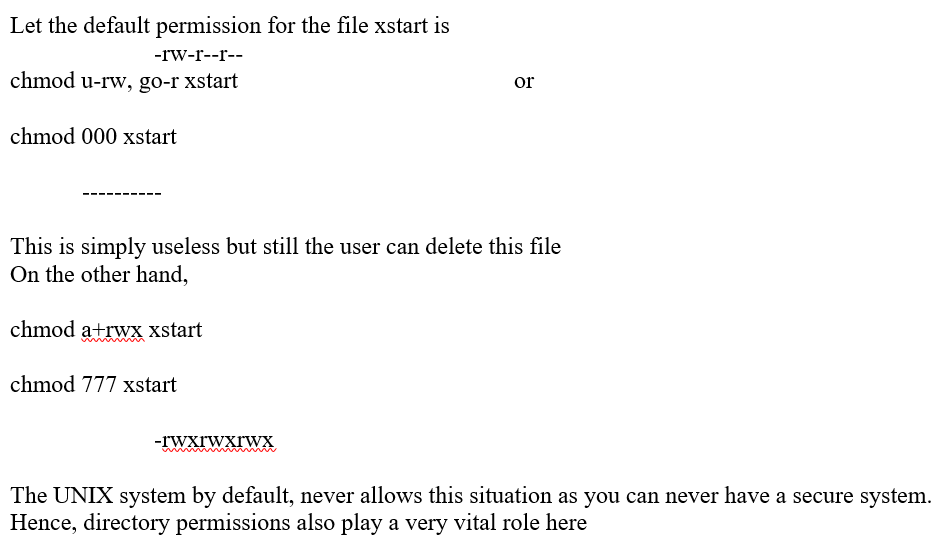 Let the default permission for the file xstart is
-rw-r--r--
chmod u-rw, go-r xstart or
chmod 000 xstart
----------
This is simply useless but still the user can delete this file
On the other hand,
chmod a+rwx xstart
chmod 777 xstart
-rwxrwxrwx
The UNIX system by default, never allows this situation as you can never have a secure system.
Hence, directory permissions also play a very vital role here